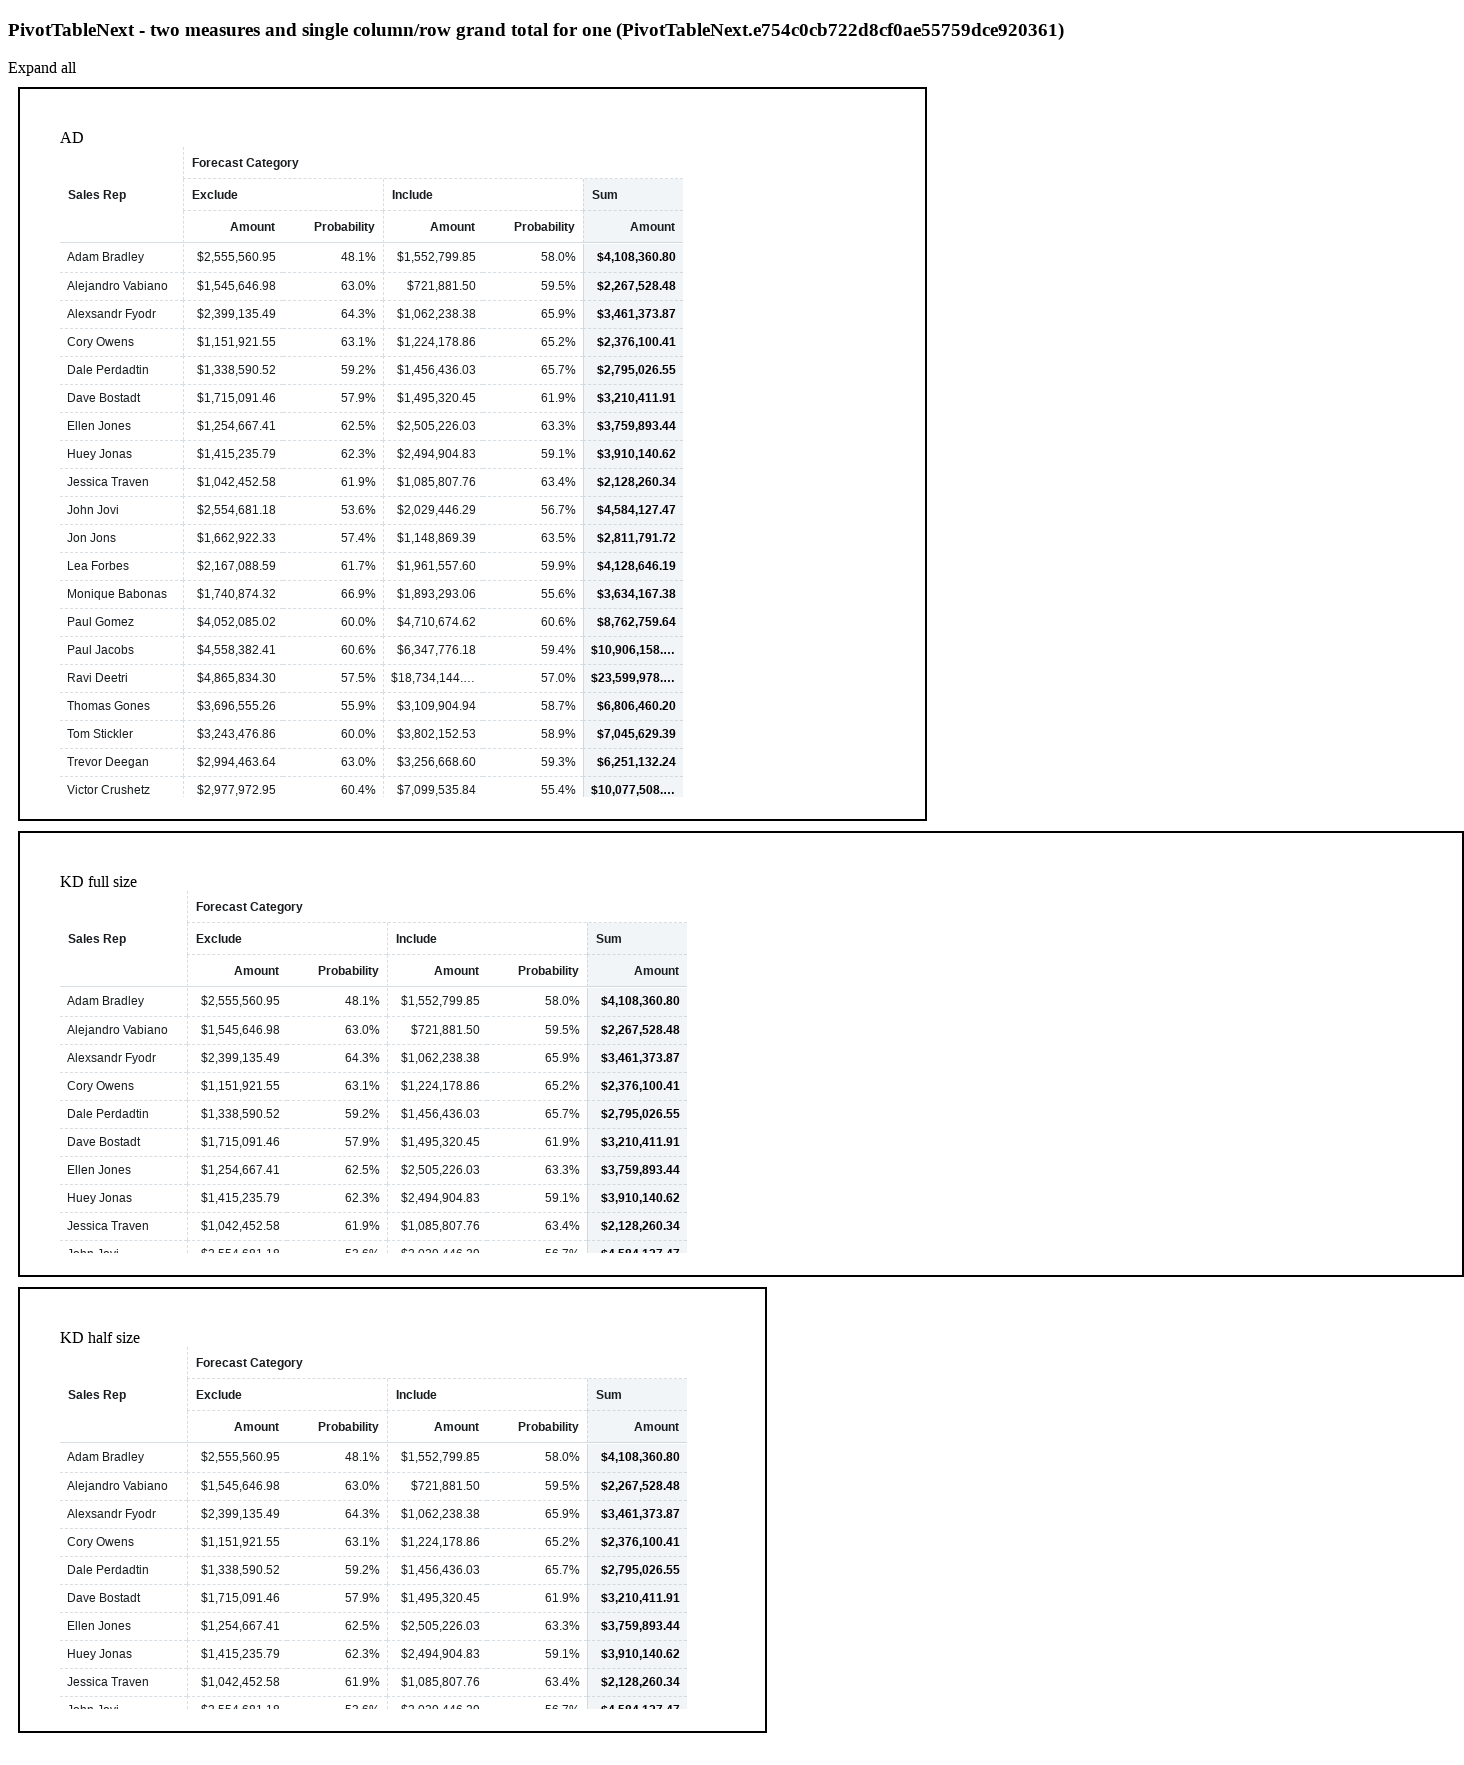 PivotTableNext - two measures and single column/row grand total for one (PivotTableNext.e754c0cb722d8cf0ae55759dce920361)
Expand all
AD
Forecast Category
Sales Rep Exclude Include Sum
Amount Probability Amount Probability Amount
Adam Bradley $2,555,560.95 48.1% $1,552,799.85 58.0% $4,108,360.80
Alejandro Vabiano $1,545,646.98 63.0% $721,881.50 59.5% $2,267,528.48
Alexsandr Fyodr $2,399,135.49 64.3% $1,062,238.38 65.9% $3,461,373.87
Cory Owens $1,151,921.55 63.1% $1,224,178.86 65.2% $2,376,100.41
Dale Perdadtin $1,338,590.52 59.2% $1,456,436.03 65.7% $2,795,026.55
Dave Bostadt $1,715,091.46 57.9% $1,495,320.45 61.9% $3,210,411.91
Ellen Jones $1,254,667.41 62.5% $2,505,226.03 63.3% $3,759,893.44
Huey Jonas $1,415,235.79 62.3% $2,494,904.83 59.1% $3,910,140.62
Jessica Traven $1,042,452.58 61.9% $1,085,807.76 63.4% $2,128,260.34
John Jovi $2,554,681.18 53.6% $2,029,446.29 56.7% $4,584,127.47
Jon Jons $1,662,922.33 57.4% $1,148,869.39 63.5% $2,811,791.72
Lea Forbes $2,167,088.59 61.7% $1,961,557.60 59.9% $4,128,646.19
Monique Babonas $1,740,874.32 66.9% $1,893,293.06 55.6% $3,634,167.38
Paul Gomez $4,052,085.02 60.0% $4,710,674.62 60.6% $8,762,759.64
Paul Jacobs $4,558,382.41 60.6% $6,347,776.18 59.4% $10,906,158.…
Ravi Deetri $4,865,834.30 57.5% $18,734,144.… 57.0% $23,599,978.…
Thomas Gones $3,696,555.26 55.9% $3,109,904.94 58.7% $6,806,460.20
Tom Stickler $3,243,476.86 60.0% $3,802,152.53 58.9% $7,045,629.39
Trevor Deegan $2,994,463.64 63.0% $3,256,668.60 59.3% $6,251,132.24
Victor Crushetz $2,977,972.95 60.4% $7,099,535.84 55.4% $10,077,508.…
KD full size
Forecast Category
Sales Rep Exclude Include Sum
Amount Probability Amount Probability Amount
Adam Bradley $2,555,560.95 48.1% $1,552,799.85 58.0% $4,108,360.80
Alejandro Vabiano $1,545,646.98 63.0% $721,881.50 59.5% $2,267,528.48
Alexsandr Fyodr $2,399,135.49 64.3% $1,062,238.38 65.9% $3,461,373.87
Cory Owens $1,151,921.55 63.1% $1,224,178.86 65.2% $2,376,100.41
Dale Perdadtin $1,338,590.52 59.2% $1,456,436.03 65.7% $2,795,026.55
Dave Bostadt $1,715,091.46 57.9% $1,495,320.45 61.9% $3,210,411.91
Ellen Jones $1,254,667.41 62.5% $2,505,226.03 63.3% $3,759,893.44
Huey Jonas $1,415,235.79 62.3% $2,494,904.83 59.1% $3,910,140.62
Jessica Traven $1,042,452.58 61.9% $1,085,807.76 63.4% $2,128,260.34
John Jovi $2,554,681.18 53.6% $2,029,446.29 56.7% $4,584,127.47
KD half size
Forecast Category
Sales Rep Exclude Include Sum
Amount Probability Amount Probability Amount
Adam Bradley $2,555,560.95 48.1% $1,552,799.85 58.0% $4,108,360.80
Alejandro Vabiano $1,545,646.98 63.0% $721,881.50 59.5% $2,267,528.48
Alexsandr Fyodr $2,399,135.49 64.3% $1,062,238.38 65.9% $3,461,373.87
Cory Owens $1,151,921.55 63.1% $1,224,178.86 65.2% $2,376,100.41
Dale Perdadtin $1,338,590.52 59.2% $1,456,436.03 65.7% $2,795,026.55
Dave Bostadt $1,715,091.46 57.9% $1,495,320.45 61.9% $3,210,411.91
Ellen Jones $1,254,667.41 62.5% $2,505,226.03 63.3% $3,759,893.44
Huey Jonas $1,415,235.79 62.3% $2,494,904.83 59.1% $3,910,140.62
Jessica Traven $1,042,452.58 61.9% $1,085,807.76 63.4% $2,128,260.34
John Jovi $2,554,681.18 53.6% $2,029,446.29 56.7% $4,584,127.47